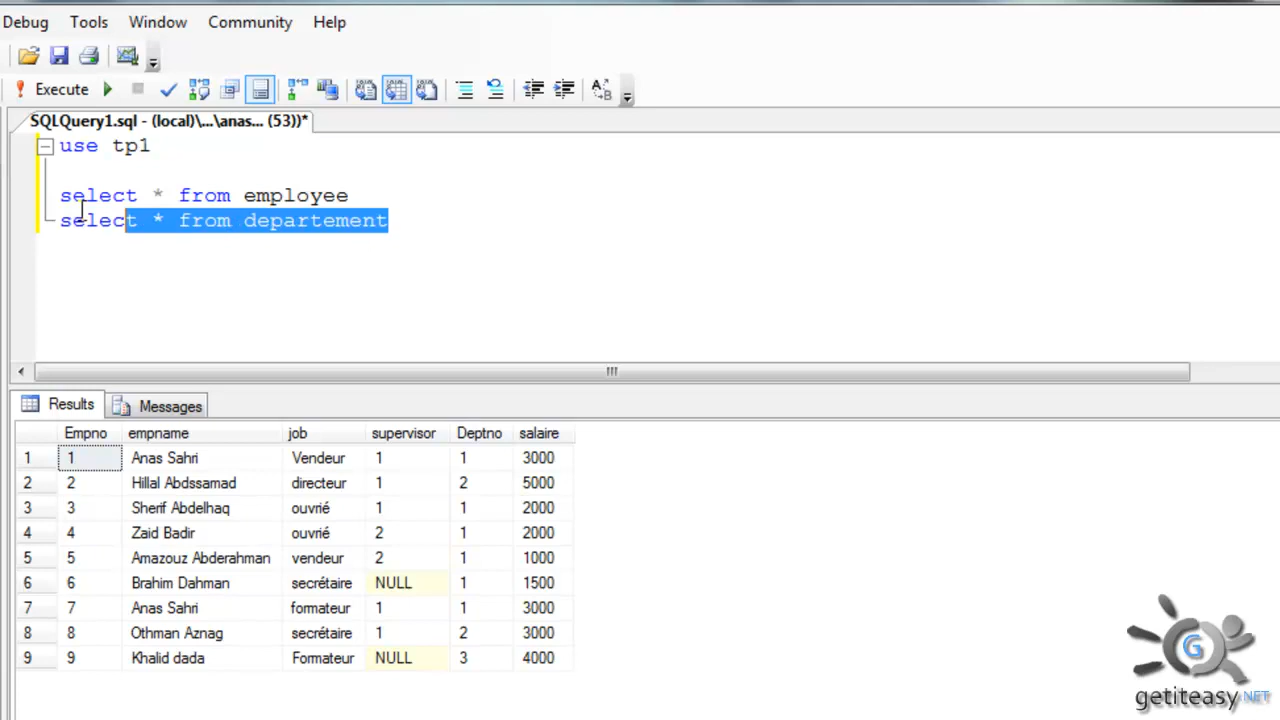 Debug Tools Window Community Help
Execute
SQLQuery1.sql - (local)\...\anas... (53))*
use tp1
select * from employee
select * from departement
Results Messages
Empno empname job supervisor Deptno salaire
1 1 Anas Sahri Vendeur 1 1 3000
2 2 Hillal Abdssamad directeur 1 2 5000
3 3 Sherif Abdelhaq ouvrié 1 1 2000
4 4 Zaid Badir ouvrié 2 1 2000
5 5 Amazouz Abderahman vendeur 2 1 1000
6 6 Brahim Dahman secrétaire NULL 1 1500
7 7 Anas Sahri formateur 1 1 3000
8 8 Othman Aznag secrétaire 1 2 3000
9 9 Khalid dada Formateur NULL 3 4000
G
getiteasy.NET